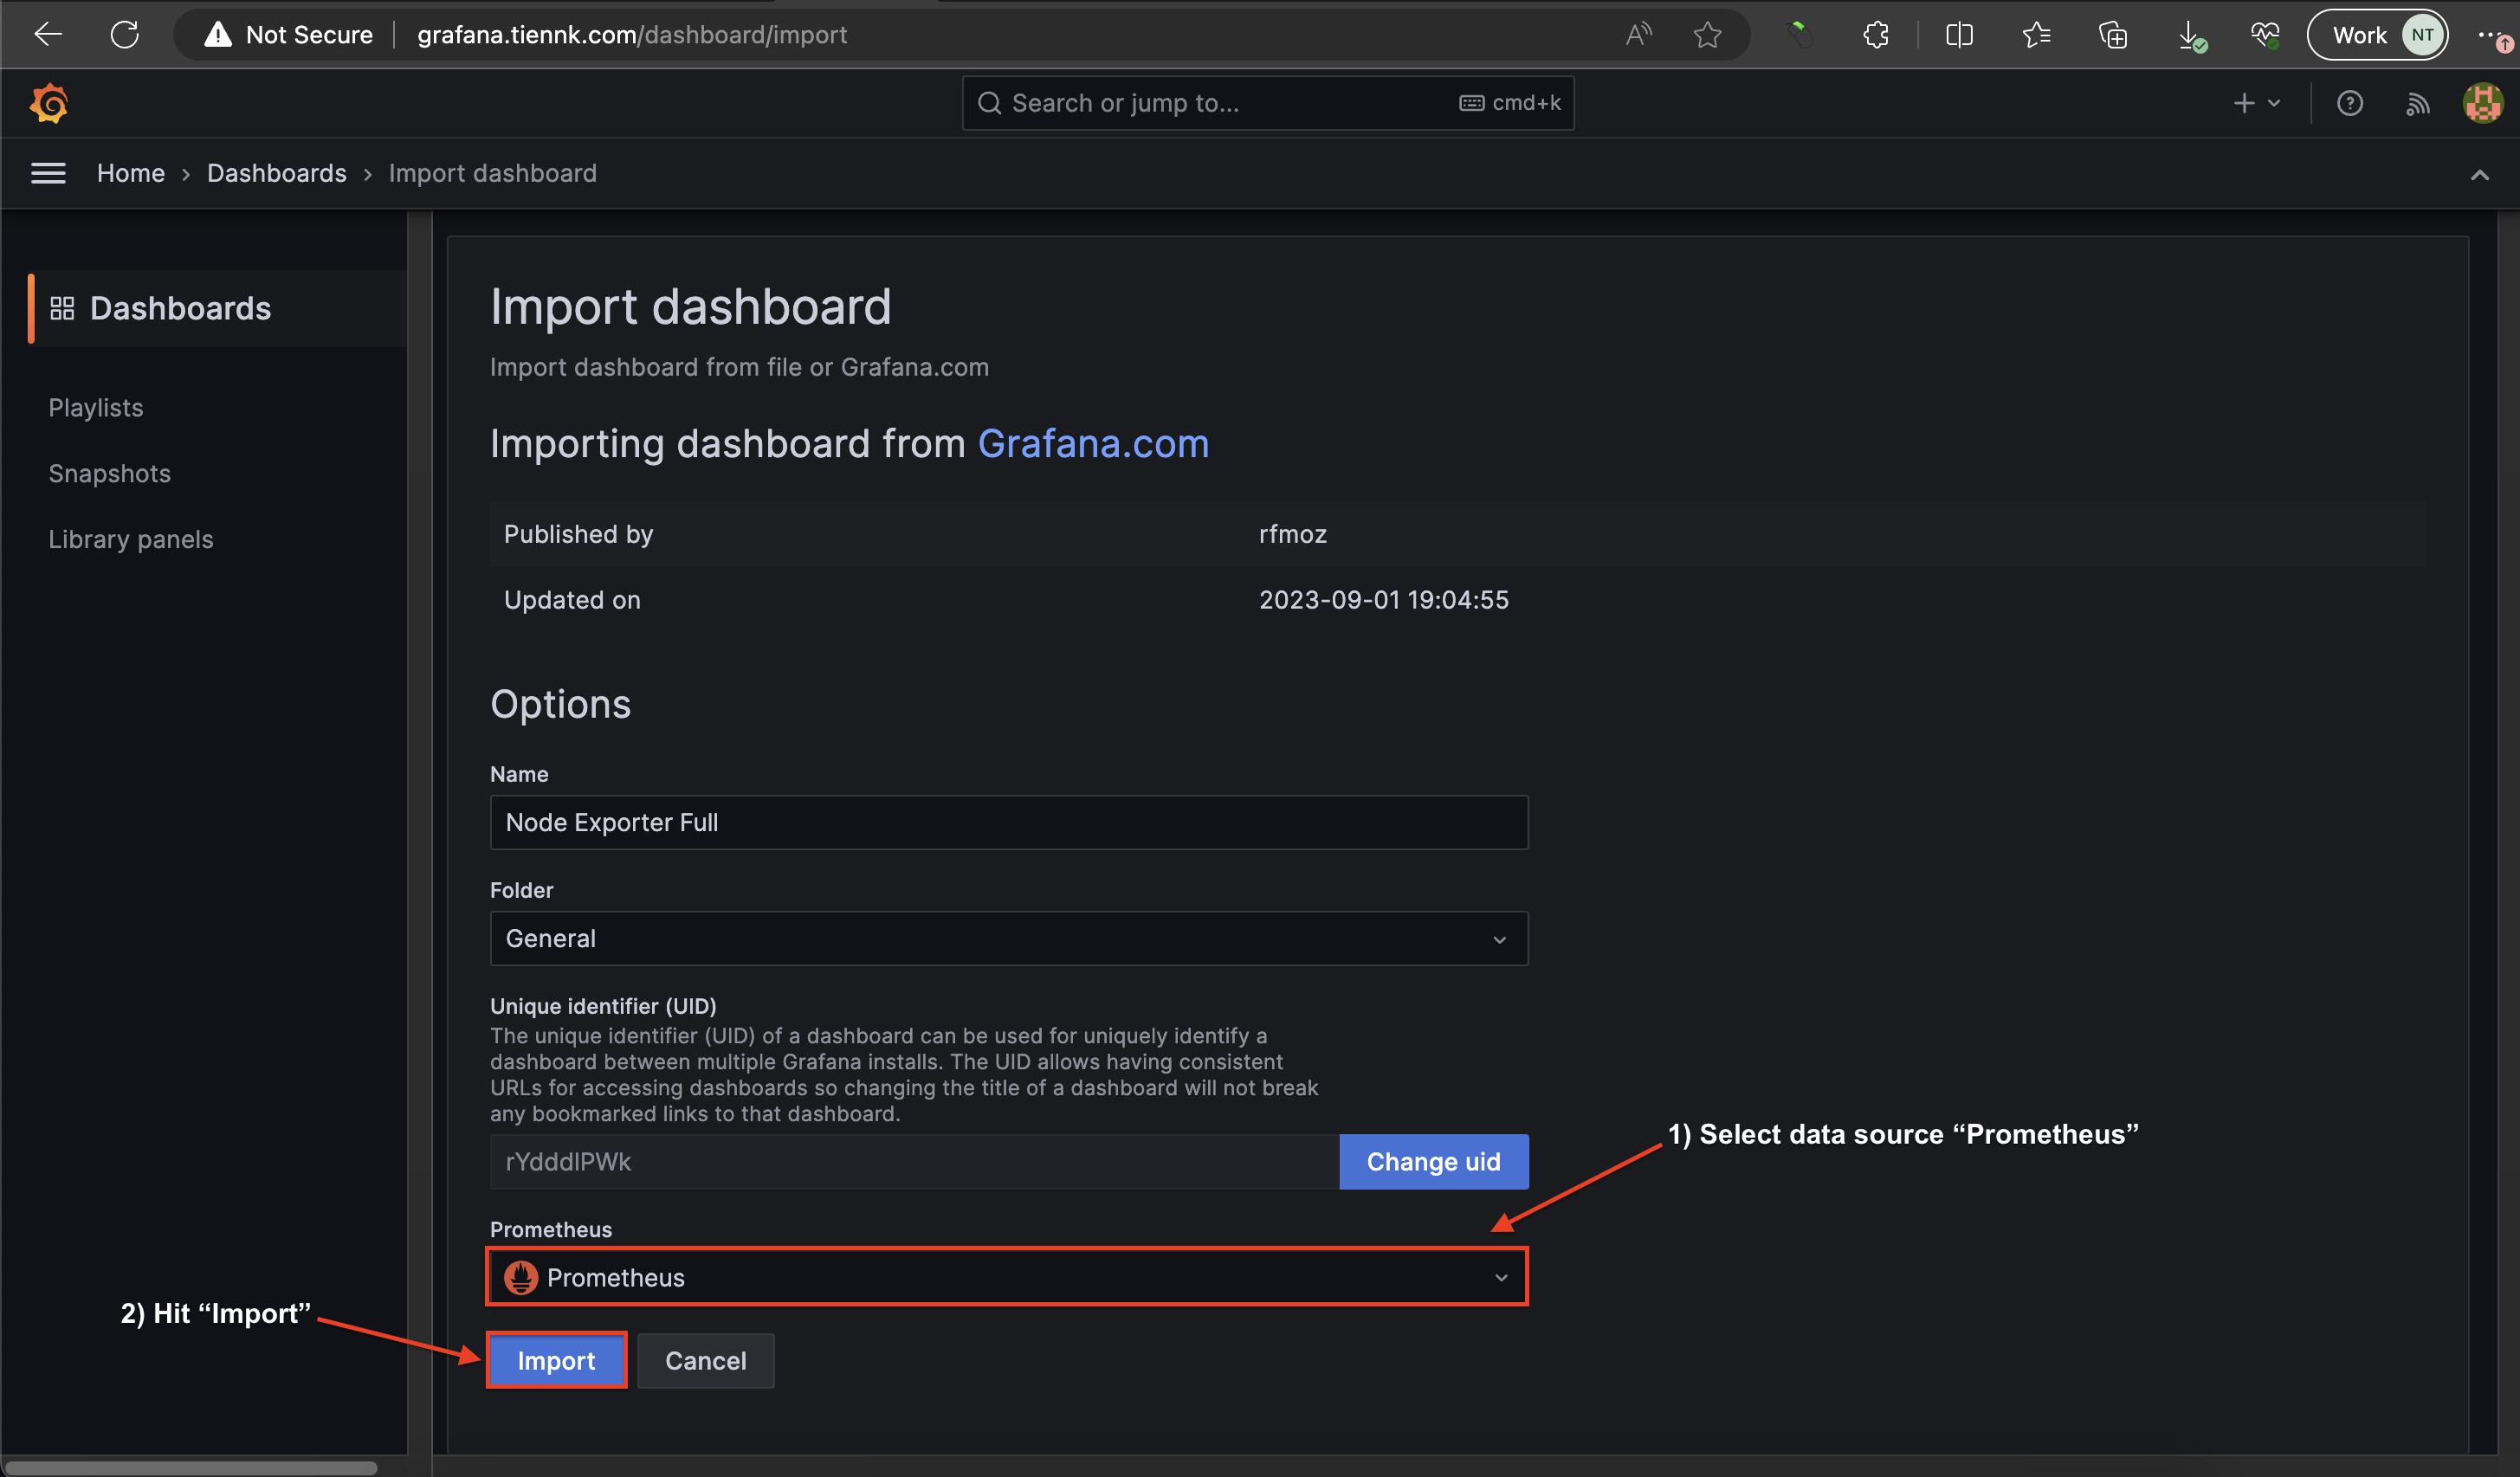 Not Secure
grafana.tiennk.com/dashboard/import
Work NT
Search or jump to...
cmd+k
Home › Dashboards › Import dashboard
Dashboards
Playlists
Snapshots
Library panels
Import dashboard
Import dashboard from file or Grafana.com
Importing dashboard from Grafana.com
Published by rfmoz
Updated on 2023-09-01 19:04:55
Options
Name
Node Exporter Full
Folder
General
Unique identifier (UID)
The unique identifier (UID) of a dashboard can be used for uniquely identify a
dashboard between multiple Grafana installs. The UID allows having consistent
URLs for accessing dashboards so changing the title of a dashboard will not break
any bookmarked links to that dashboard.
1) Select data source “Prometheus”
rYdddlPWk
Change uid
Prometheus
Prometheus
2) Hit “Import”
Import
Cancel